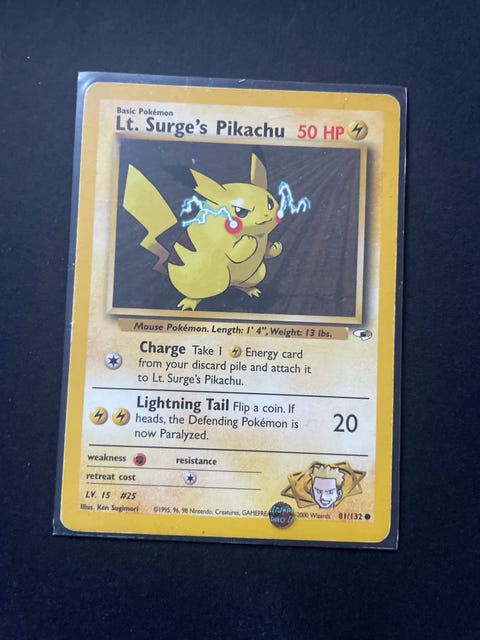 Basic Pokémon
Lt. Surge's Pikachu 50 HP
Mouse Pokémon. Length: 1' 4", Weight: 13 lbs.
Charge Take 1 Energy card
from your discard pile and attach it
to Lt. Surge's Pikachu.
Lightning Tail Flip a coin. If
heads, the Defending Pokémon is
now Paralyzed.
20
weakness resistance
retreat cost
LV. 15 #25
Illus. Ken Sugimori
©1995, 96, 98 Nintendo, Creatures, GAMEFREAK 2000 Wizards. 81/132